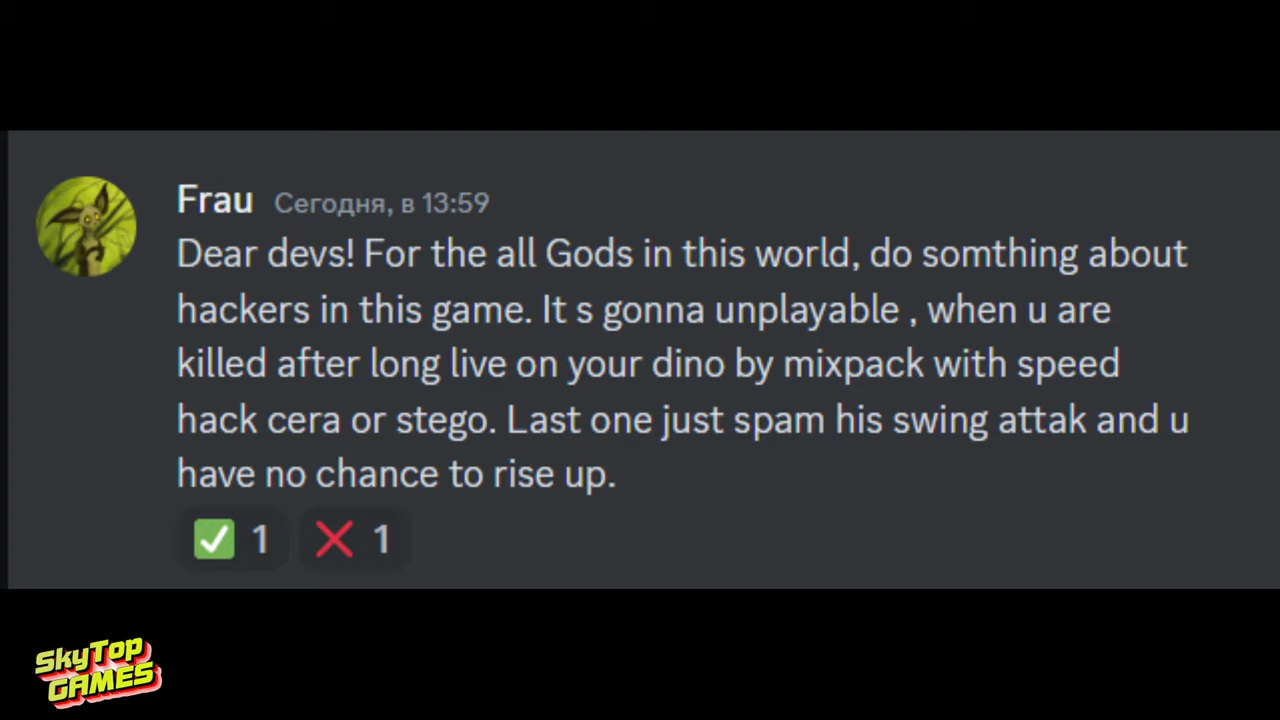 Frau Сегодня, в 13:59
Dear devs! For the all Gods in this world, do somthing about
hackers in this game. It s gonna unplayable , when u are
killed after long live on your dino by mixpack with speed
hack cera or stego. Last one just spam his swing attak and u
have no chance to rise up.
✅ 1 ❌ 1
SkyTop
GAMES